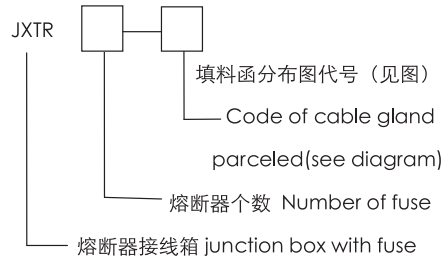 JXTR
填料函分布图代号（见图）
Code of cable gland
parceled(see diagram)
熔断器个数 Number of fuse
熔断器接线箱 junction box with fuse